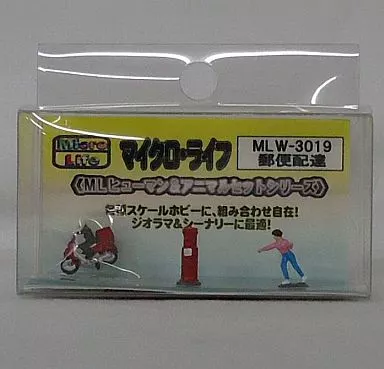 Micro Life
マイクロ・ライフ
MLW-3019
郵便配達
《MLヒューマン&アニマルセットシリーズ》
各種スケールホビーに、組み合わせ自在!
ジオラマ&シーナリーに最適!